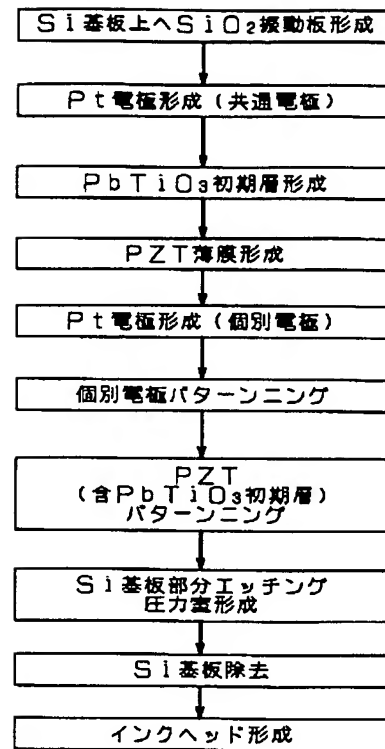 Si基板上へSiO₂振動板形成
Pt電極形成（共通電極）
PbTiO₃初期層形成
PZT薄膜形成
Pt電極形成（個別電極）
個別電極パターンニング
PZT
（含PbTiO₃初期層）
パターンニング
Si基板部分エッチング
圧力室形成
Si基板除去
インクヘッド形成